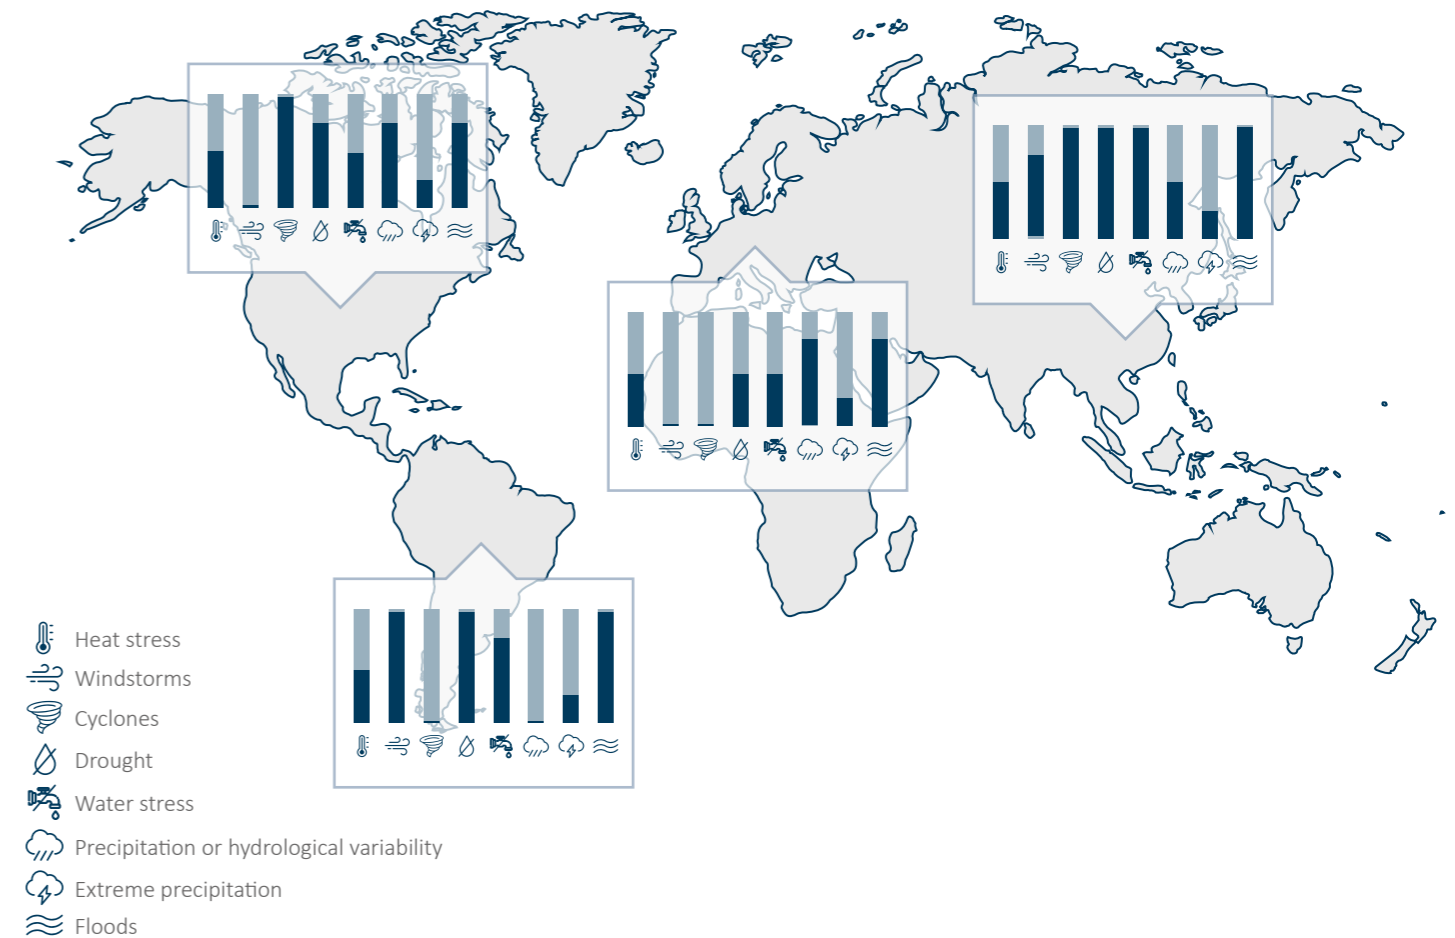 Heat stress
Windstorms
Cyclones
Drought
Water stress
Precipitation or hydrological variability
Extreme precipitation
Floods